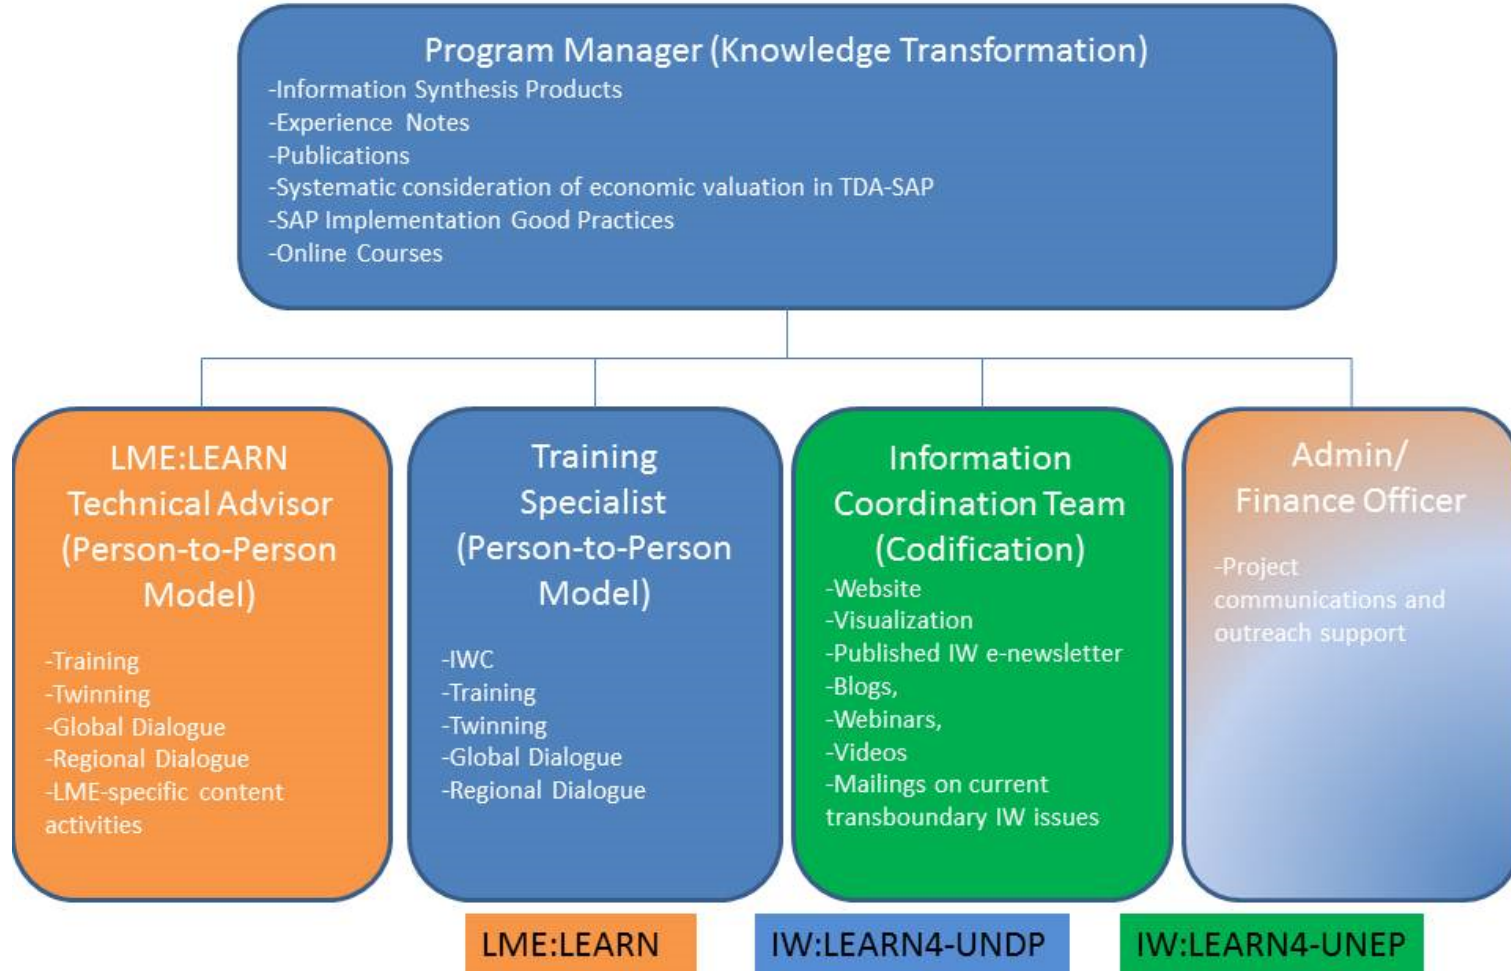 Program Manager (Knowledge Transformation)
-Information Synthesis Products
-Experience Notes
-Publications
-Systematic consideration of economic valuation in TDA-SAP
-SAP Implementation Good Practices
-Online Courses
LME:LEARN
Technical Advisor
(Person-to-Person
Model)
-Training
-Twinning
-Global Dialogue
-Regional Dialogue
-LME-specific content
activities
Training
Specialist
(Person-to-Person
Model)
-IWC
-Training
-Twinning
-Global Dialogue
-Regional Dialogue
Information
Coordination Team
(Codification)
-Website
-Visualization
-Published IW e-newsletter
-Blogs,
-Webinars,
-Videos
-Mailings on current
transboundary IW issues
Admin/
Finance Officer
-Project
communications and
outreach support
LME:LEARN
IW:LEARN4-UNDP
IW:LEARN4-UNEP